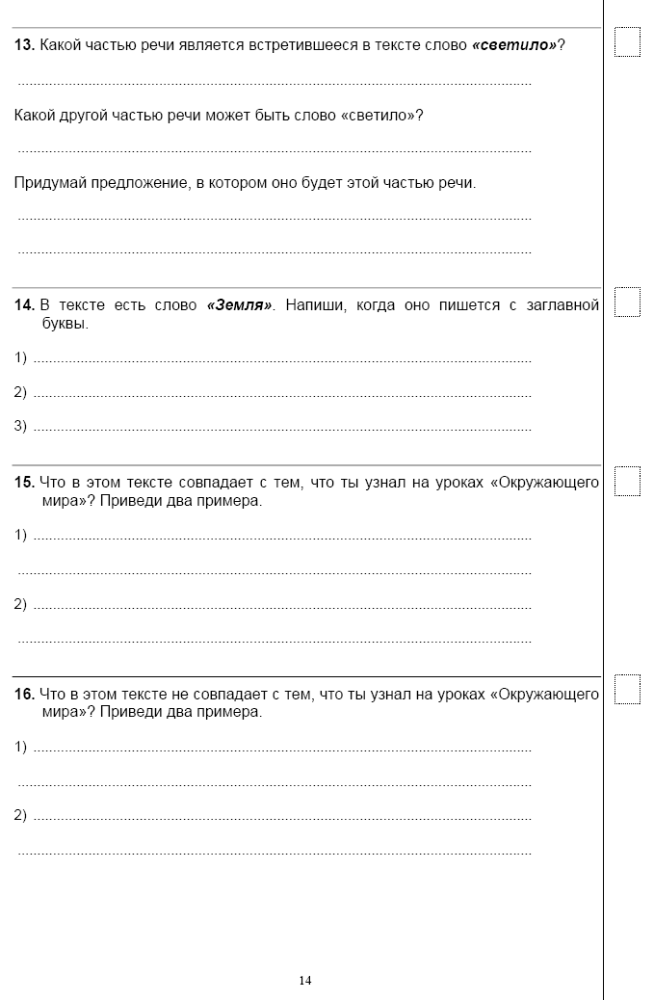 13. Какой частью речи является встретившееся в тексте слово «светило»?
Какой другой частью речи может быть слово «светило»?
Придумай предложение, в котором оно будет этой частью речи.
14. В тексте есть слово «Земля». Напиши, когда оно пишется с заглавной
буквы.
1)
2)
3)
15. Что в этом тексте совпадает с тем, что ты узнал на уроках «Окружающего
мира»? Приведи два примера.
1)
2)
16. Что в этом тексте не совпадает с тем, что ты узнал на уроках «Окружающего
мира»? Приведи два примера.
1)
2)
14